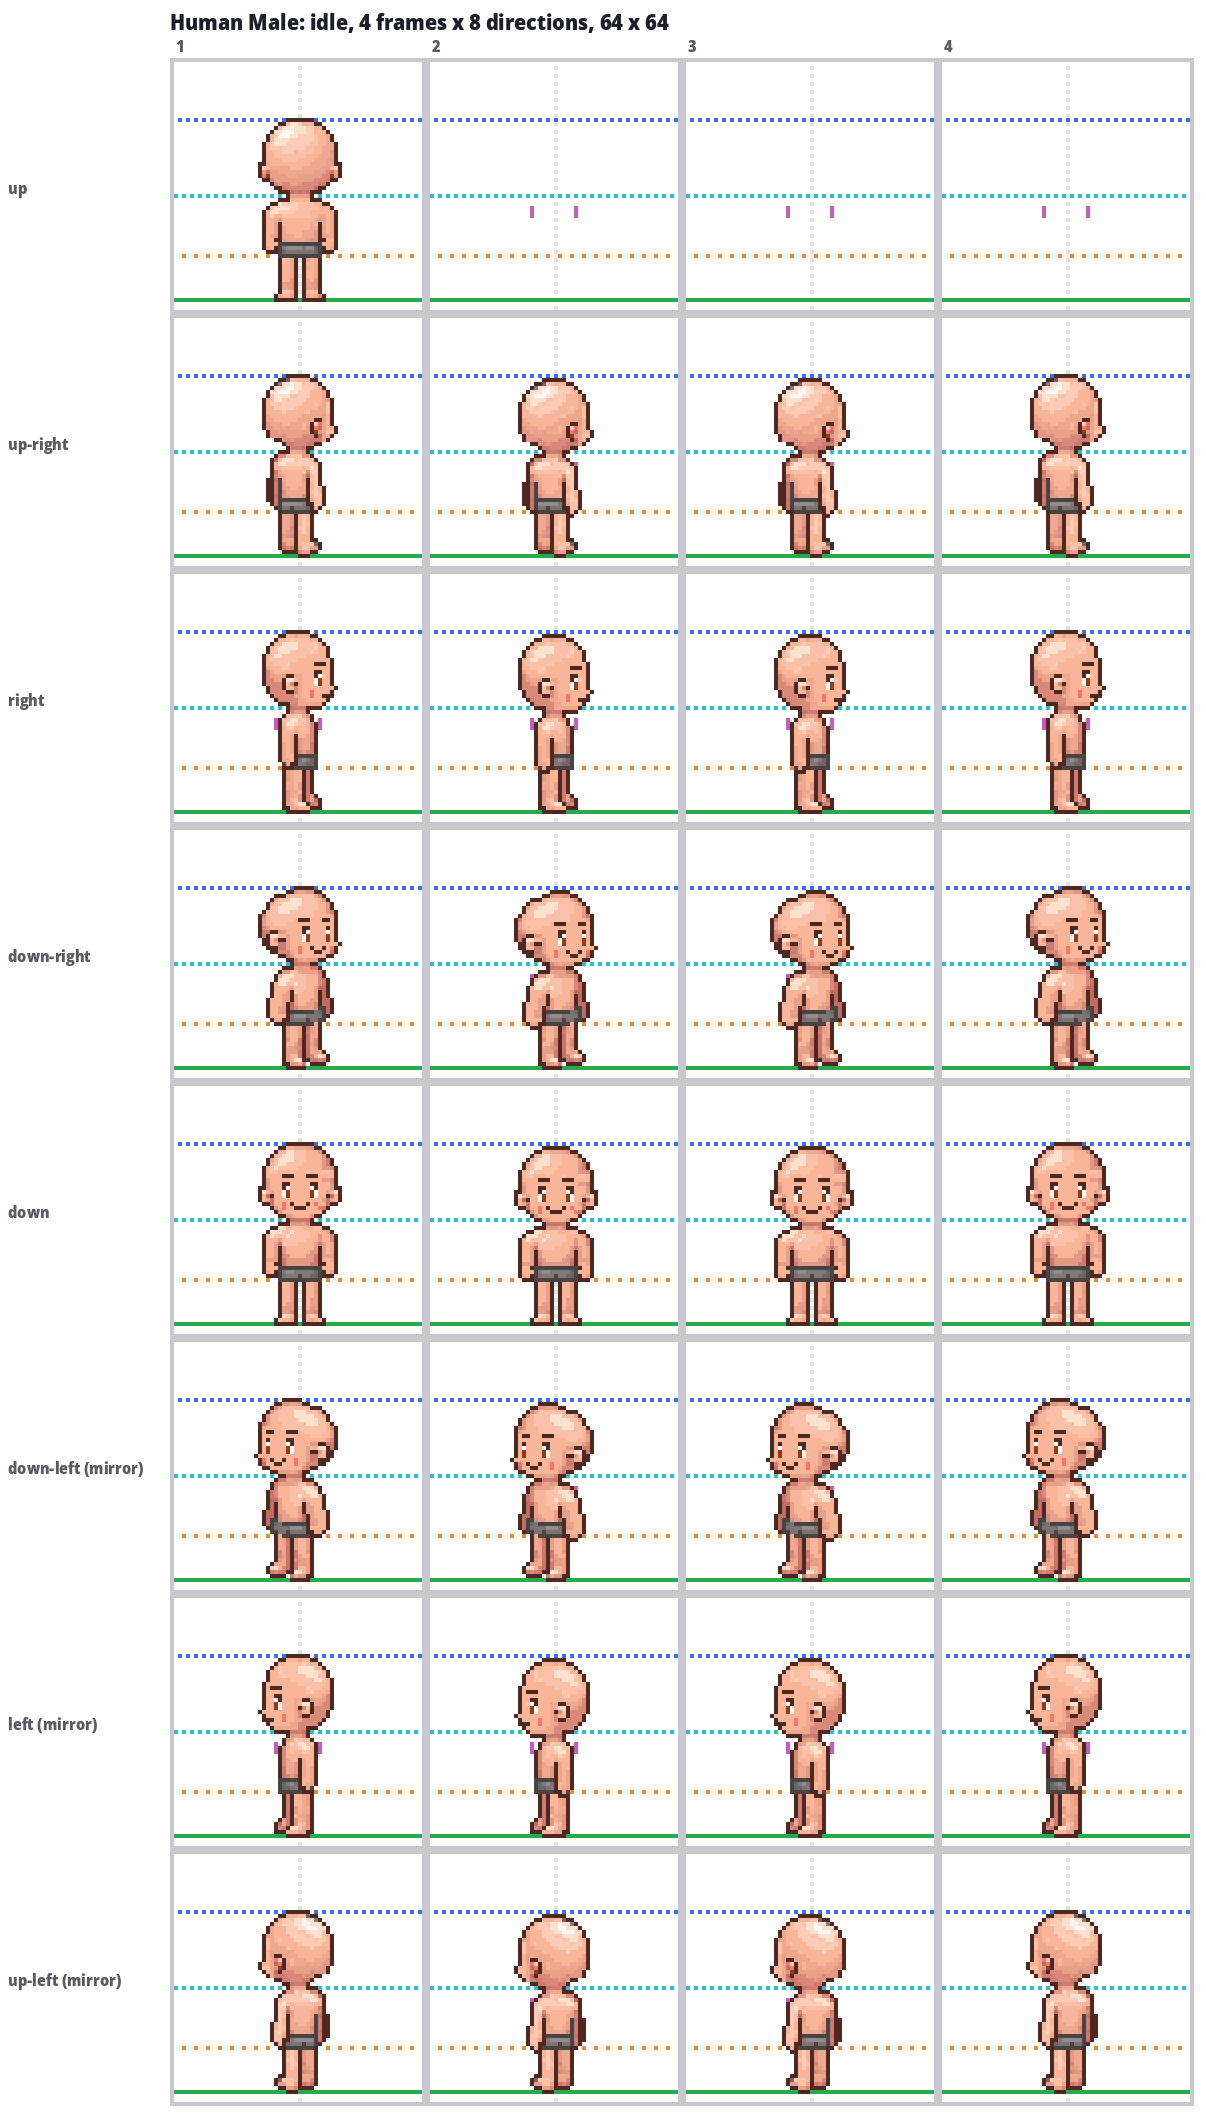 Human Male: idle, 4 frames x 8 directions, 64 x 64
1 2 3 4
up
up-right
right
down-right
down
down-left (mirror)
left (mirror)
up-left (mirror)